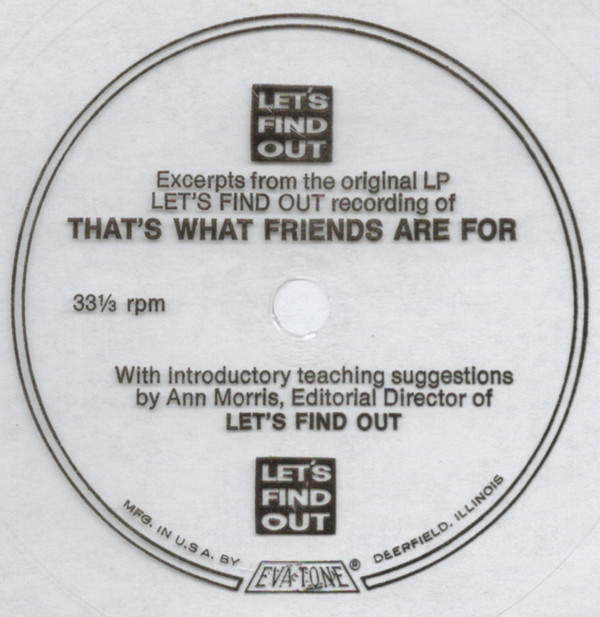 LET'S
FIND
OUT
Excerpts from the original LP
LET'S FIND OUT recording of
THAT'S WHAT FRIENDS ARE FOR
33⅓ rpm
With introductory teaching suggestions
by Ann Morris, Editorial Director of
LET'S FIND OUT
LET'S
FIND
OUT
MFG. IN U.S.A. BY
EVA-TONE®
DEERFIELD, ILLINOIS